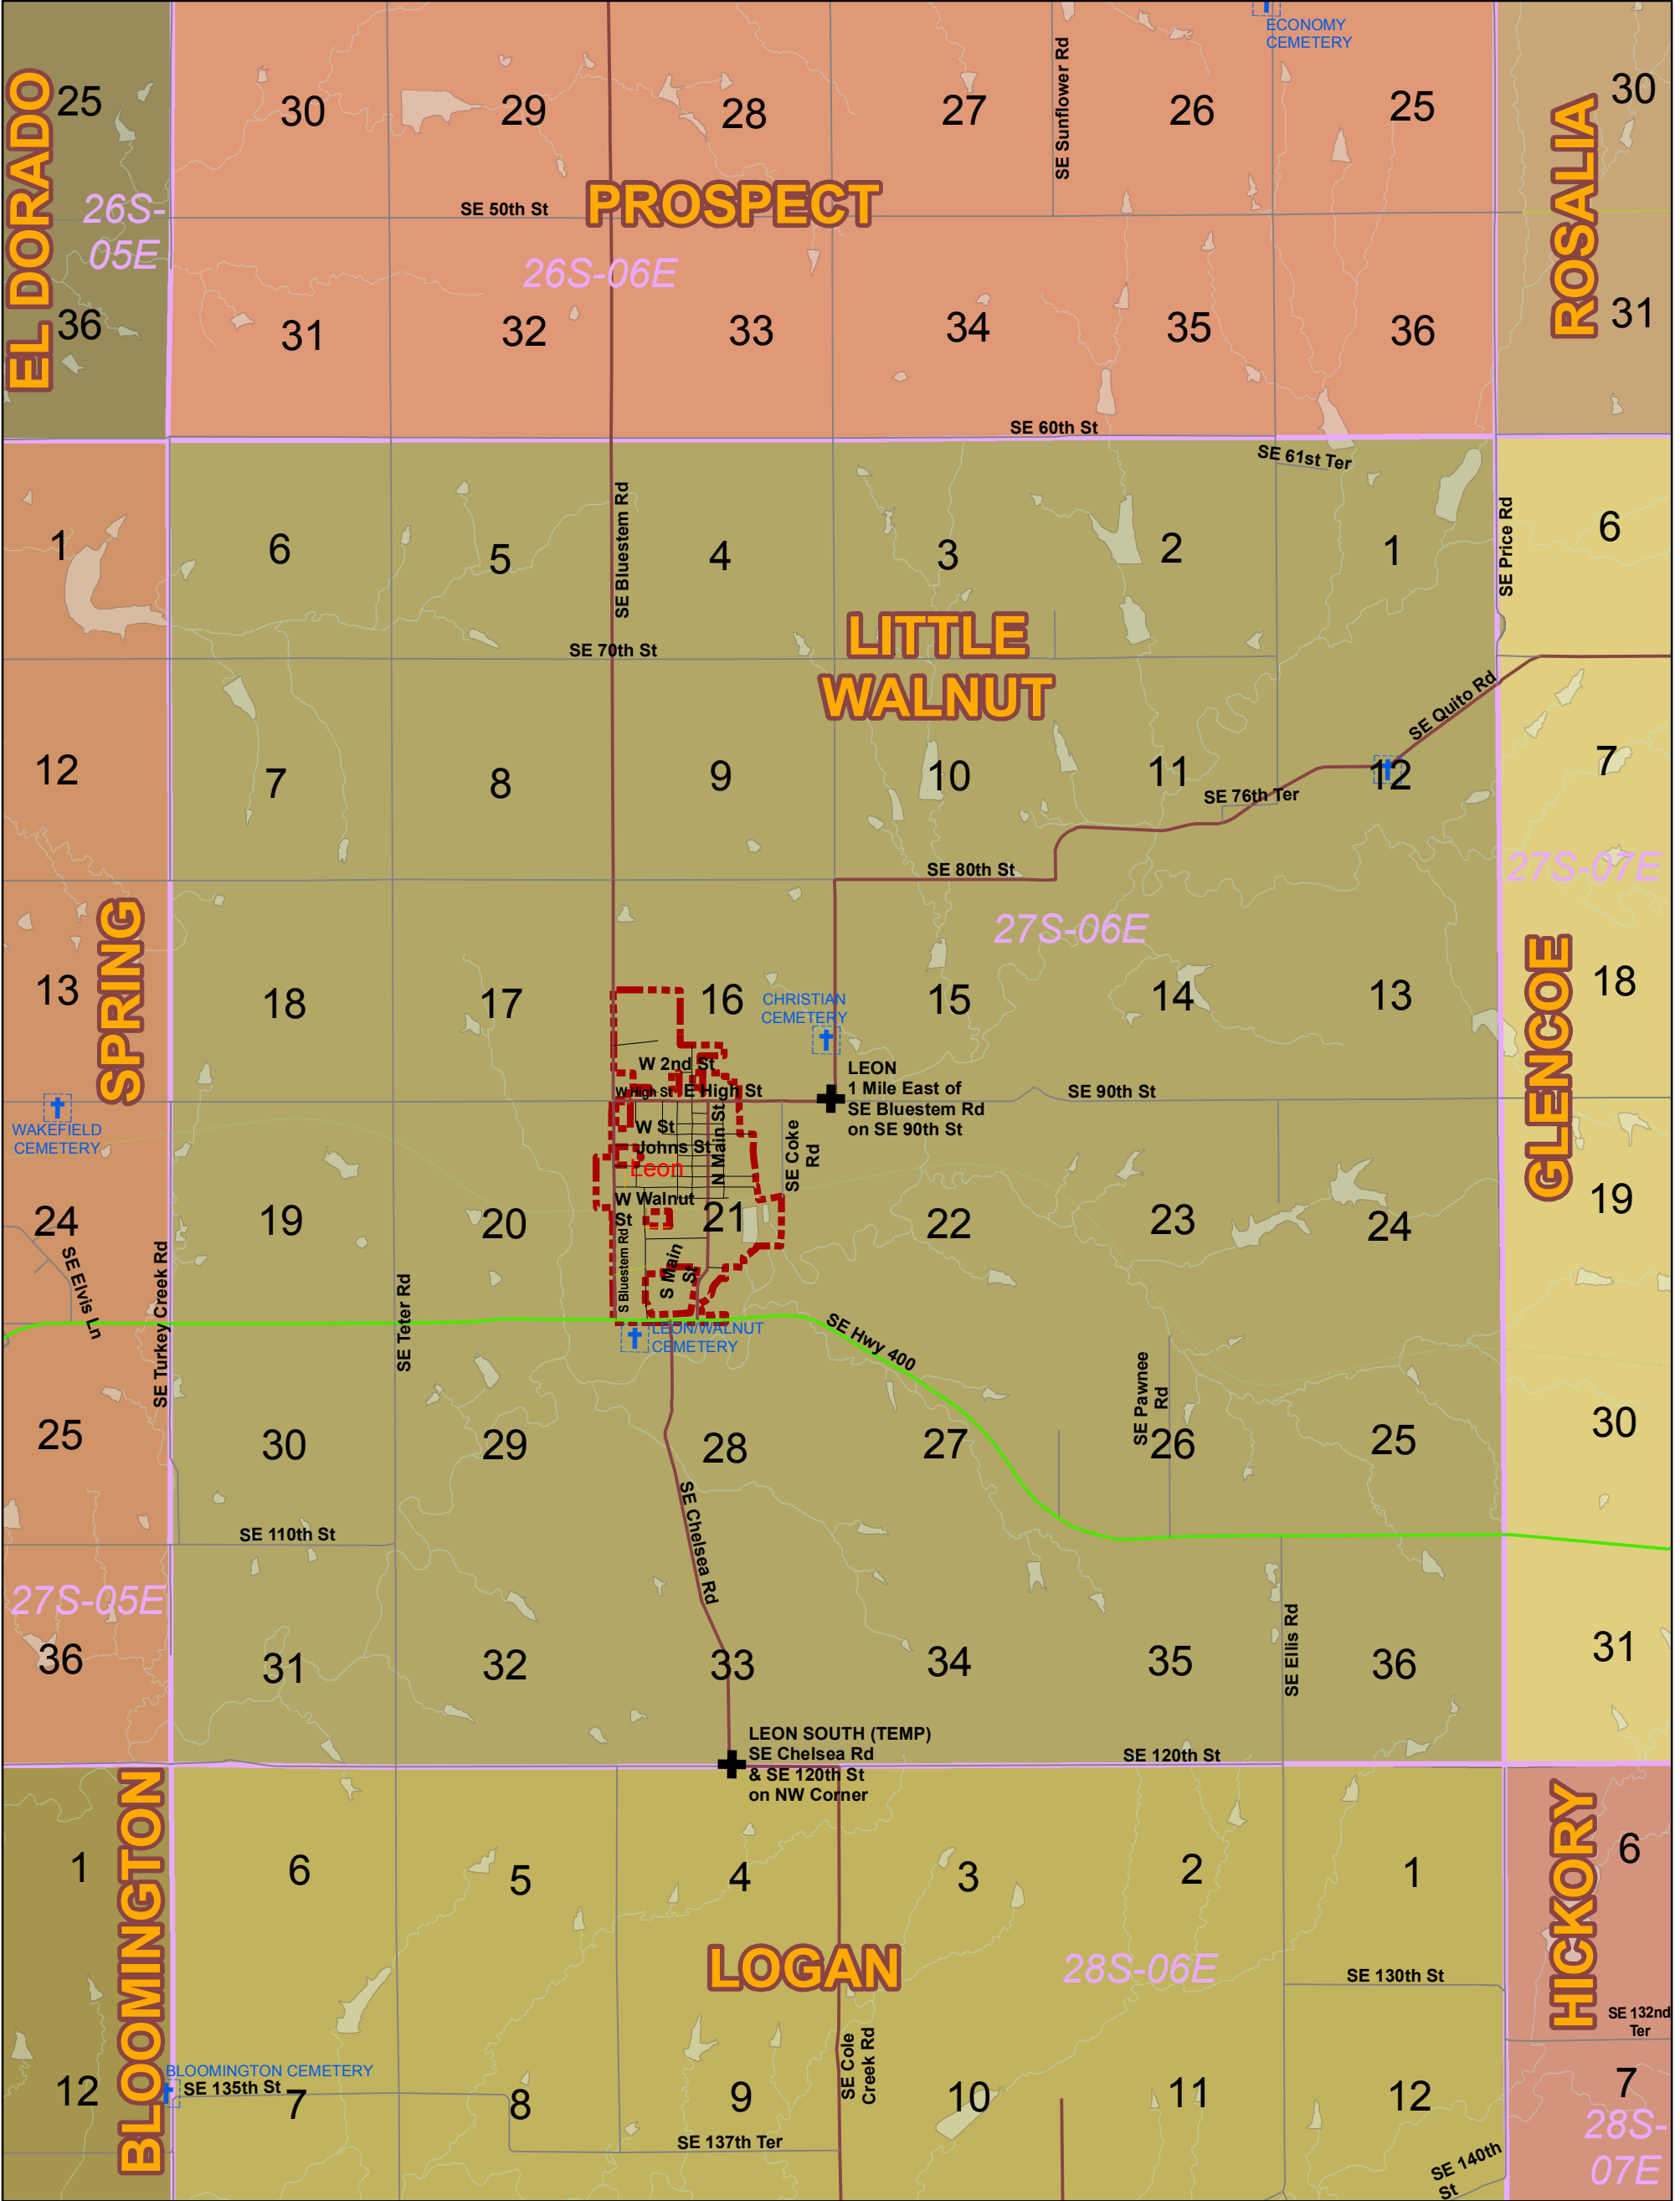 ECONOMY
CEMETERY
SE Sunflower Rd
EL DORADO
25
30
29
28
27
26
25
30
ROSALIA
26S-
05E
SE 50th St
PROSPECT
26S-06E
36
31
32
33
34
35
36
31
SE 60th St
SE 61st Ter
1
6
5
SE Bluestem Rd
4
3
2
1
SE Price Rd
6
LITTLE
WALNUT
SE 70th St
SE Quito Rd
12
7
8
9
10
11
12
7
SE 76th Ter
SE 80th St
27S-07E
27S-06E
SPRING
GLENCOE
13
18
17
16
15
14
13
18
CHRISTIAN
CEMETERY
W 2nd St
W High St
E High St
LEON
1 Mile East of
SE Bluestem Rd
on SE 90th St
SE 90th St
WAKEFIELD
CEMETERY
W St
Johns St
N Main St
SE Coke
Rd
Leon
W Walnut
St
24
19
20
21
22
23
24
19
SE Elvis Ln
SE Turkey Creek Rd
SE Teter Rd
S Bluestem Rd
S Main
St
LEON/WALNUT
CEMETERY
SE Hwy 400
SE Pawnee
Rd
25
30
29
28
27
26
25
30
SE Chelsea Rd
SE 110th St
27S-05E
36
31
32
33
34
35
SE Ellis Rd
36
31
LEON SOUTH (TEMP)
SE Chelsea Rd
& SE 120th St
on NW Corner
SE 120th St
BLOOMINGTON
HICKORY
1
6
5
4
3
2
1
6
LOGAN
28S-06E
SE 130th St
SE 132nd
Ter
SE Cole
Creek Rd
BLOOMINGTON CEMETERY
SE 135th St
12
7
8
9
10
11
12
7
SE 137th Ter
SE 140th
St
28S-
07E